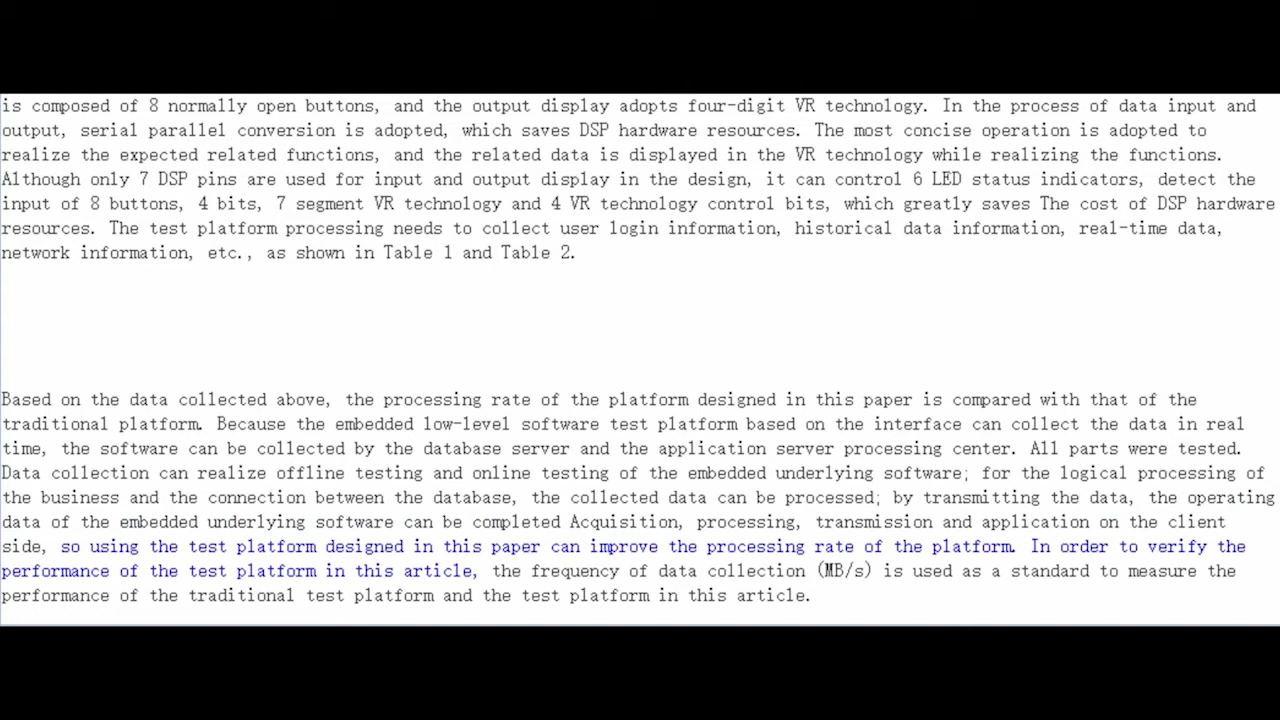 is composed of 8 normally open buttons, and the output display adopts four-digit VR technology. In the process of data input and
output, serial parallel conversion is adopted, which saves DSP hardware resources. The most concise operation is adopted to
realize the expected related functions, and the related data is displayed in the VR technology while realizing the functions.
Although only 7 DSP pins are used for input and output display in the design, it can control 6 LED status indicators, detect the
input of 8 buttons, 4 bits, 7 segment VR technology and 4 VR technology control bits, which greatly saves The cost of DSP hardware
resources. The test platform processing needs to collect user login information, historical data information, real-time data,
network information, etc., as shown in Table 1 and Table 2.
Based on the data collected above, the processing rate of the platform designed in this paper is compared with that of the
traditional platform. Because the embedded low-level software test platform based on the interface can collect the data in real
time, the software can be collected by the database server and the application server processing center. All parts were tested.
Data collection can realize offline testing and online testing of the embedded underlying software; for the logical processing of
the business and the connection between the database, the collected data can be processed; by transmitting the data, the operating
data of the embedded underlying software can be completed Acquisition, processing, transmission and application on the client
side, so using the test platform designed in this paper can improve the processing rate of the platform. In order to verify the
performance of the test platform in this article, the frequency of data collection (MB/s) is used as a standard to measure the
performance of the traditional test platform and the test platform in this article.